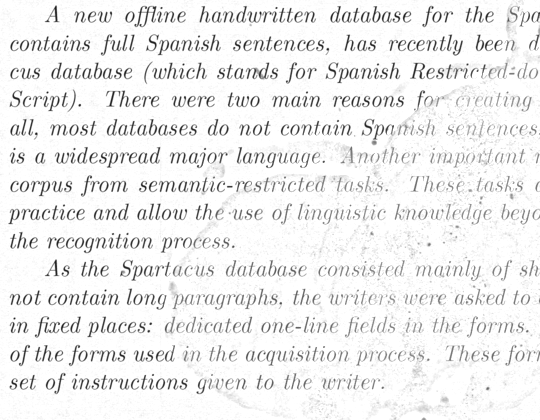 A new offline handwritten database for the
contains full Spanish sentences, has recently been
cus database (which stands for Spanish Restricted-do
Script). There were two main reasons for creating
all, most databases do not contain Spanish sentences,
is a widespread major language. Another important
corpus from semantic-restricted tasks. These tasks
practice and allow the use of linguistic knowledge
the recognition process.
As the Spartacus database consisted mainly of
not contain long paragraphs, the writers were asked to
in fixed places: dedicated one-line fields in the forms.
of the forms used in the acquisition process. These
set of instructions given to the writer.